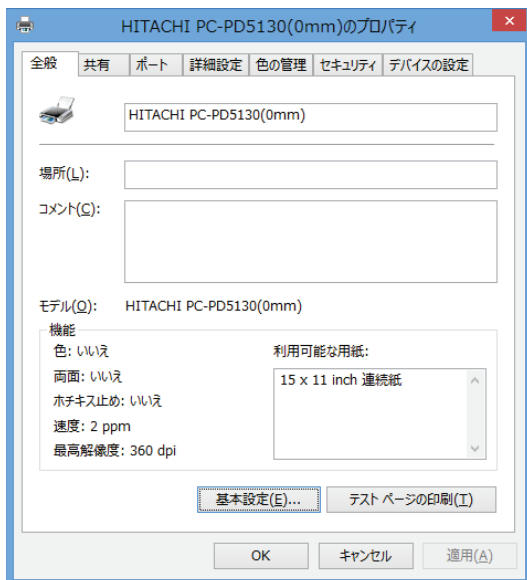 HITACHI PC-PD5130(0mm)のプロパティ
全般 共有 ポート 詳細設定 色の管理 セキュリティ デバイスの設定
HITACHI PC-PD5130(0mm)
場所(L):
コメント(C):
モデル(O): HITACHI PC-PD5130(0mm)
機能
色: いいえ 利用可能な用紙:
両面: いいえ 15 x 11 inch 連続紙
ホチキス止め: いいえ
速度: 2 ppm
最高解像度: 360 dpi
基本設定(E)... テスト ページの印刷(T)
OK キャンセル 適用(A)